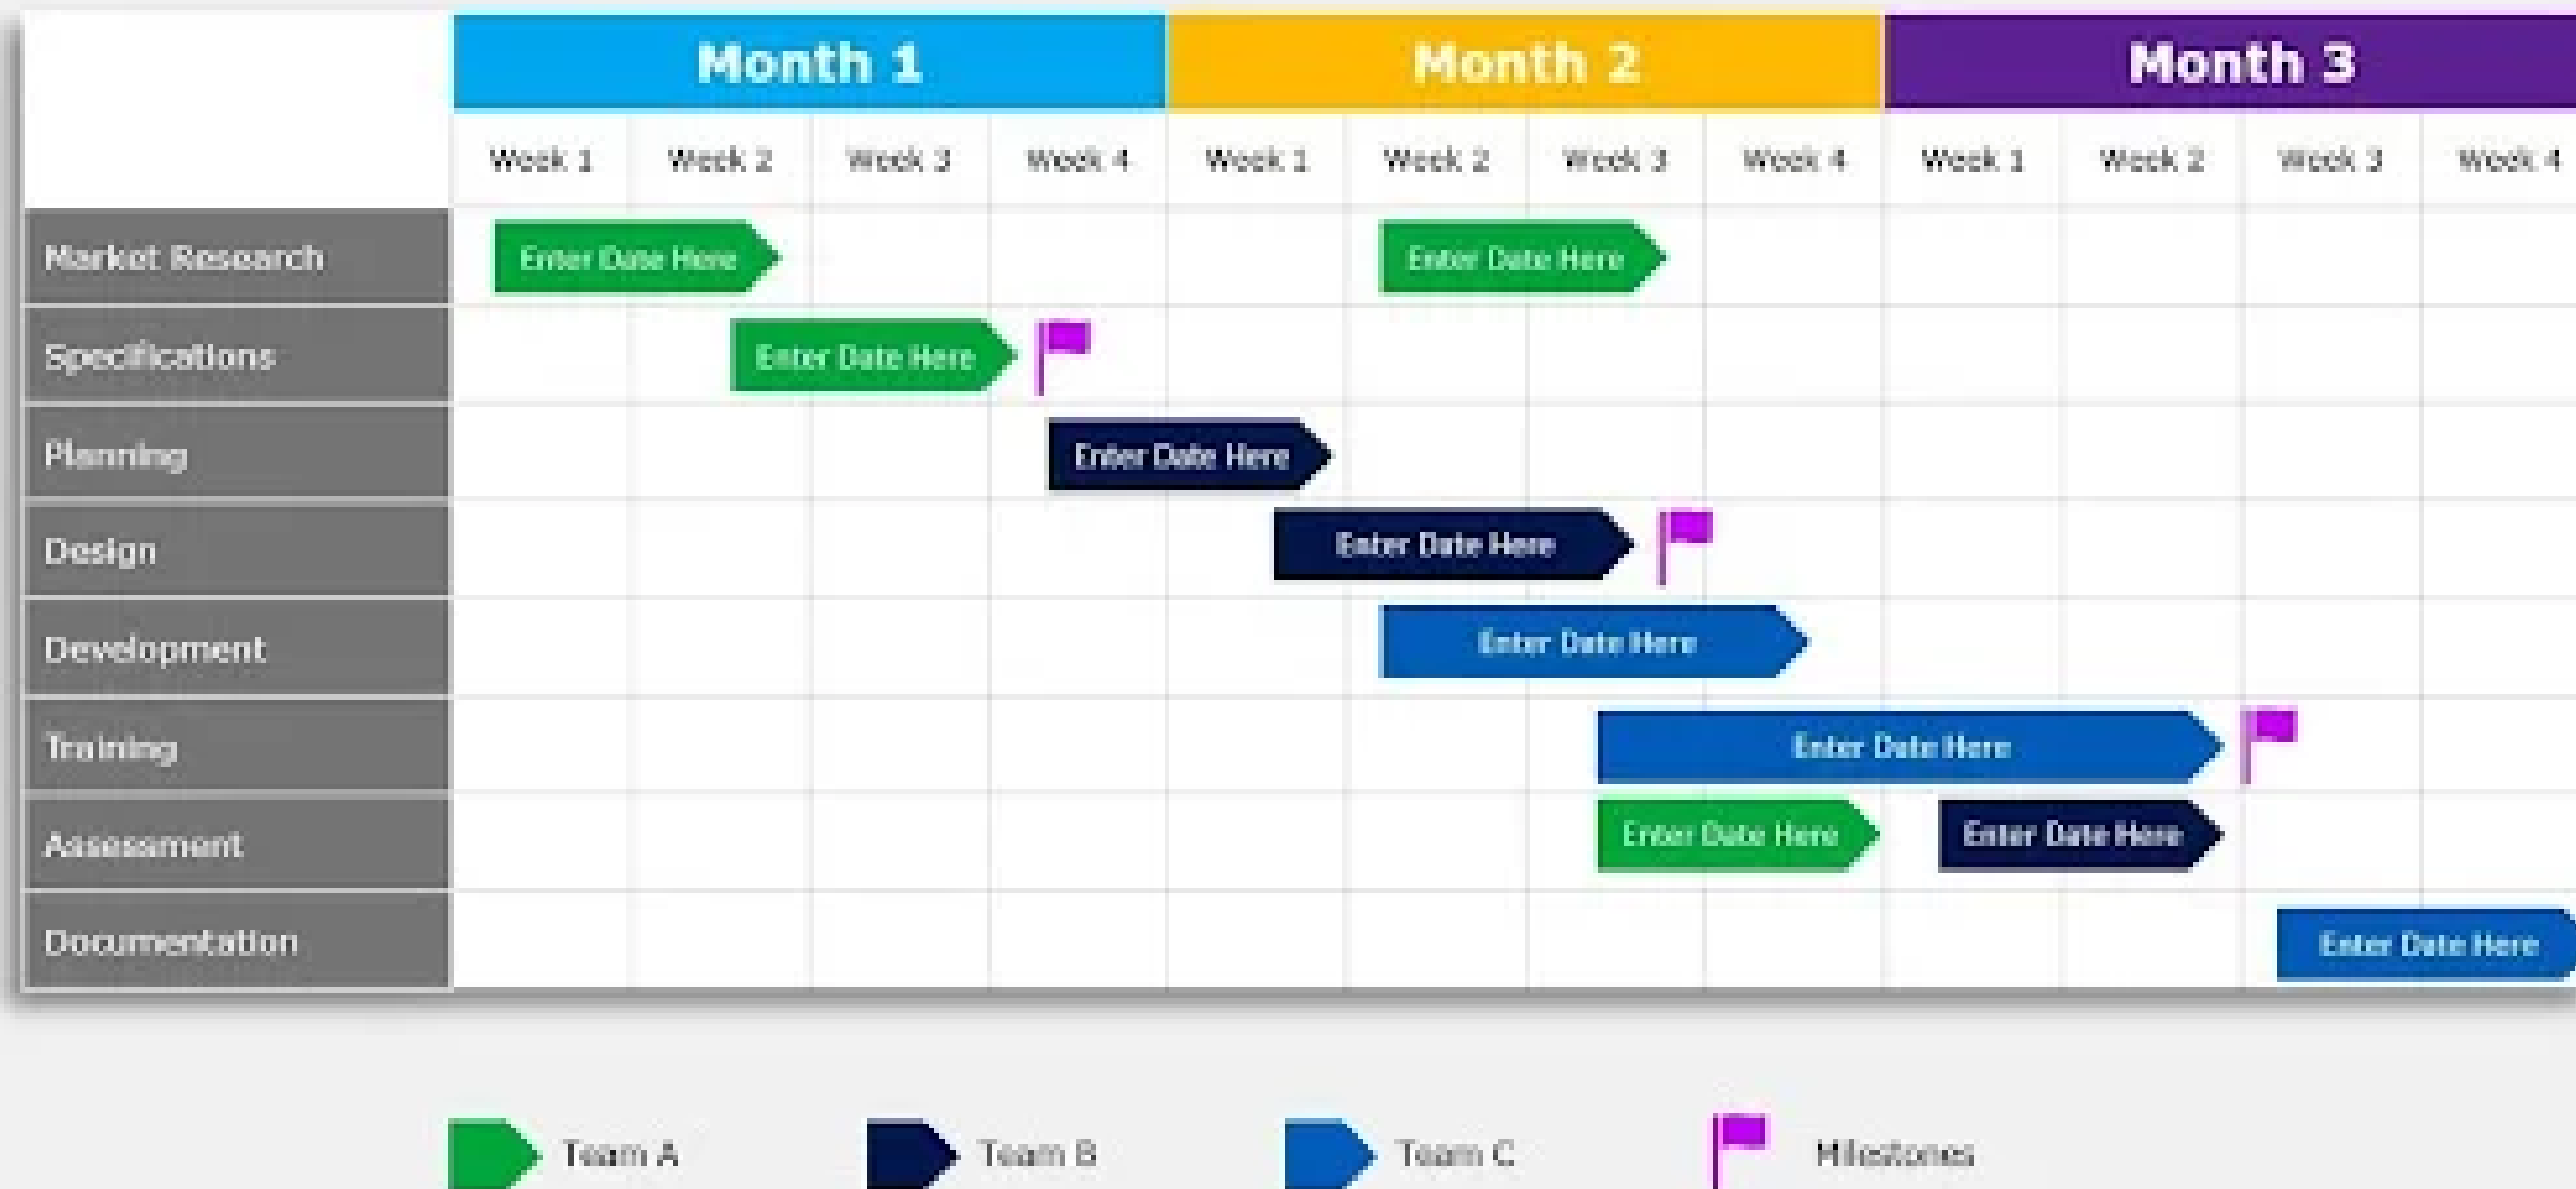 Month 1 Month 2 Month 3
Week 1 Week 2 Week 3 Week 4 Week 1 Week 2 Week 3 Week 4 Week 1 Week 2 Week 3 Week 4
Market Research Enter Date Here Enter Date Here
Specifications Enter Date Here
Planning Enter Date Here
Design Enter Date Here
Development Enter Date Here
Training Enter Date Here
Assessment Enter Date Here Enter Date Here
Documentation Enter Date Here
Team A Team B Team C Milestones